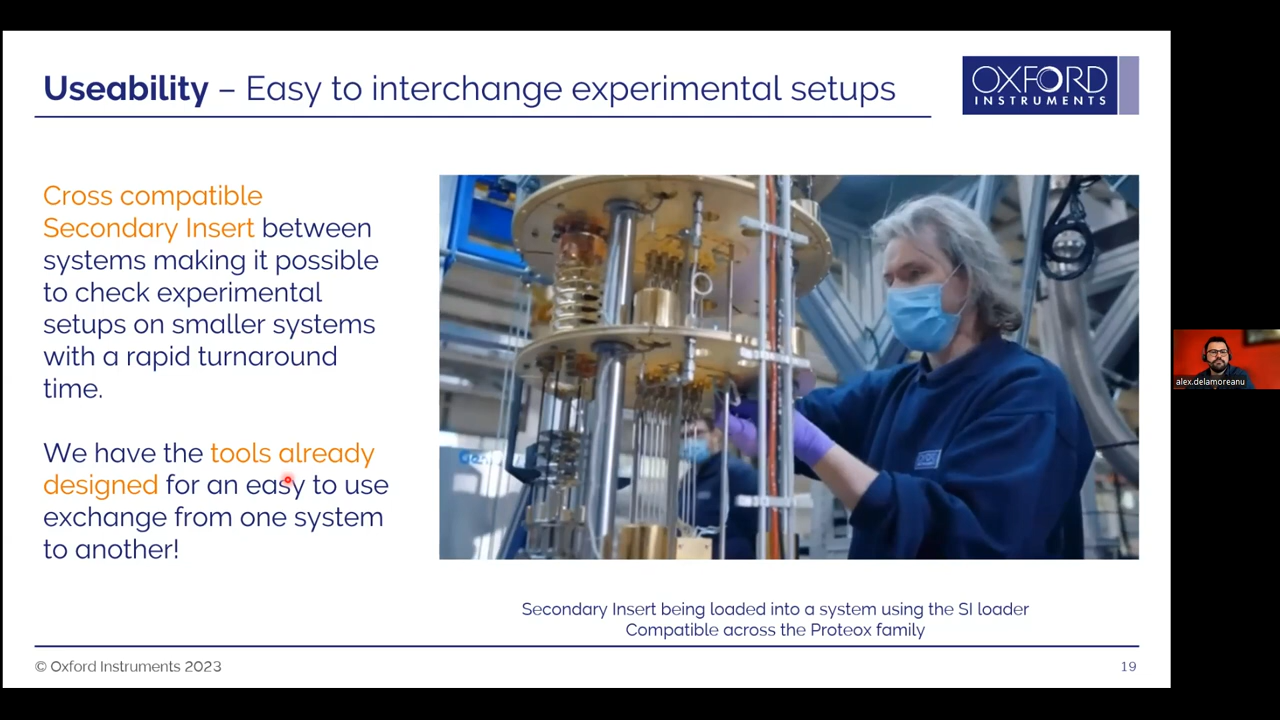 Useability – Easy to interchange experimental setups
OXFORD
INSTRUMENTS
Cross compatible
Secondary Insert between
systems making it possible
to check experimental
setups on smaller systems
with a rapid turnaround
time.
We have the tools already
designed for an easy to use
exchange from one system
to another!
OXFORD
Secondary Insert being loaded into a system using the SI loader
Compatible across the Proteox family
© Oxford Instruments 2023
19
alex.delamoreanu